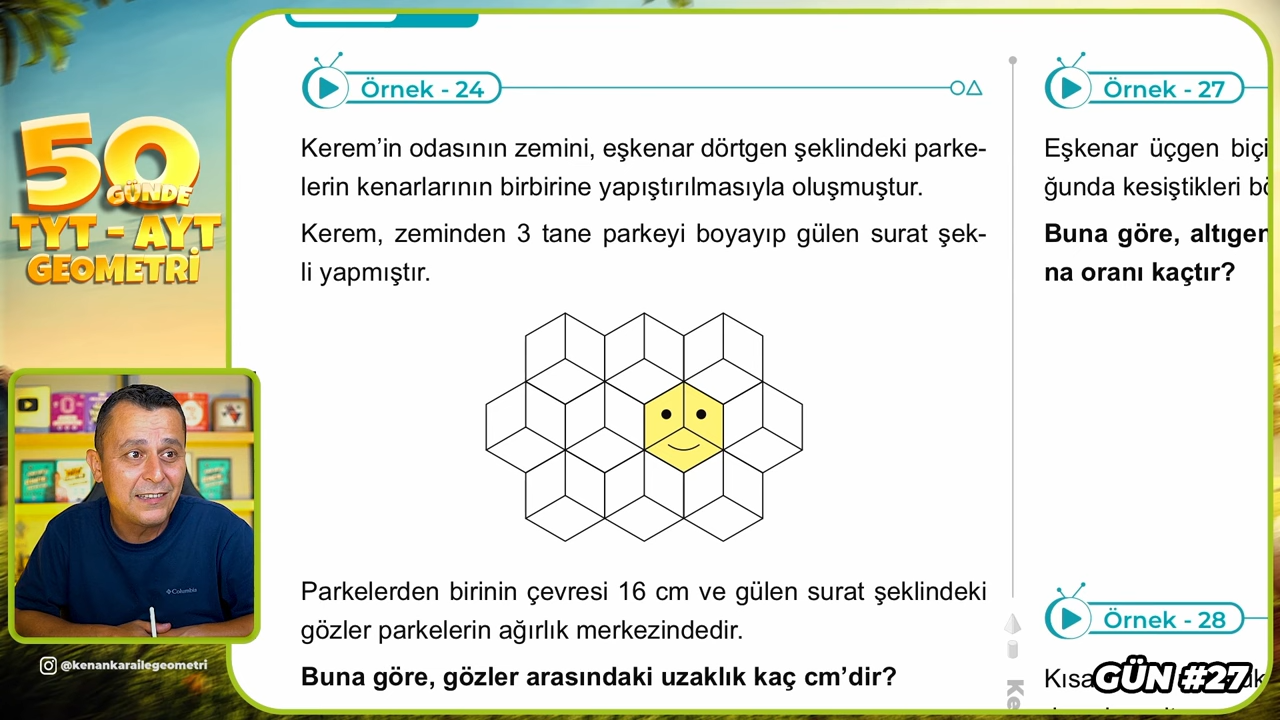 50
GÜNDE
TYT - AYT
GEOMETRİ
Örnek - 24
Kerem’in odasının zemini, eşkenar dörtgen şeklindeki parke-
lerin kenarlarının birbirine yapıştırılmasıyla oluşmuştur.
Kerem, zeminden 3 tane parkeyi boyayıp gülen surat şek-
li yapmıştır.
Parkelerden birinin çevresi 16 cm ve gülen surat şeklindeki
gözler parkelerin ağırlık merkezindedir.
Buna göre, gözler arasındaki uzaklık kaç cm’dir?
Örnek - 27
Eşkenar üçgen biçi
ğunda kesiştikleri
Buna göre, altıgen
na oranı kaçtır?
Örnek - 28
Kısa
Ke
GÜN #27
Columbia
@kenankarailegeometri